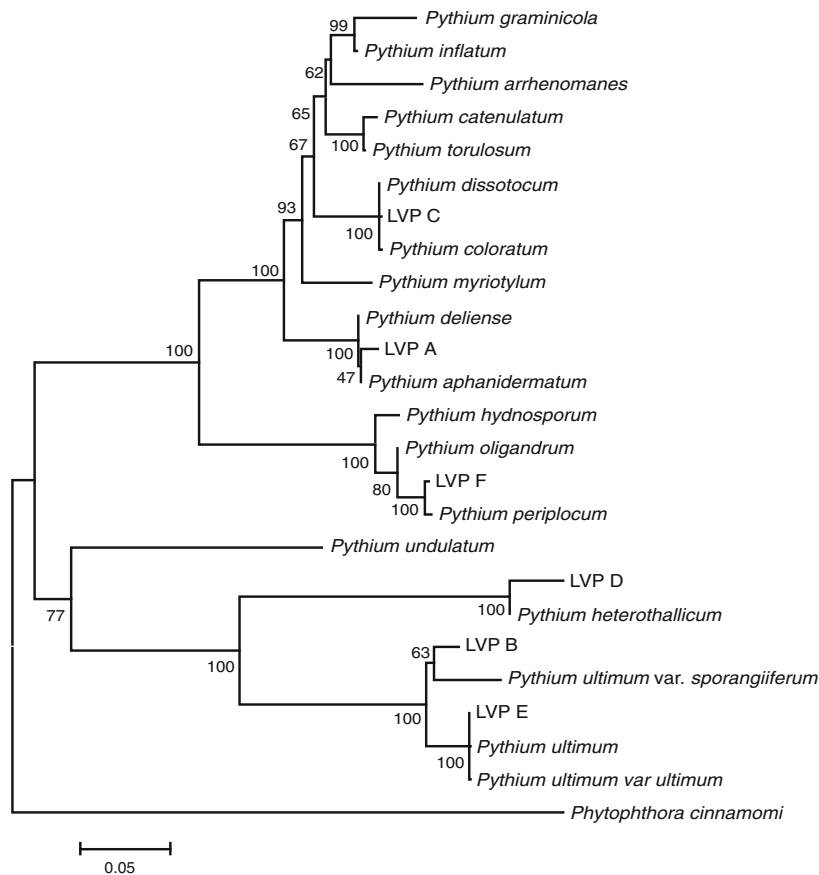 Pythium graminicola
99
Pythium inflatum
62
Pythium arrhenomanes
65
Pythium catenulatum
100
Pythium torulosum
67
Pythium dissotocum
93
LVP C
100
Pythium coloratum
100
Pythium myriotylum
Pythium deliense
100
LVP A
100
47
Pythium aphanidermatum
Pythium hydnosporum
Pythium oligandrum
100
LVP F
80
100
Pythium periplocum
Pythium undulatum
LVP D
77
100
Pythium heterothallicum
LVP B
63
100
Pythium ultimum var. sporangiiferum
LVP E
100
Pythium ultimum
100
Pythium ultimum var ultimum
Phytophthora cinnamomi
0.05